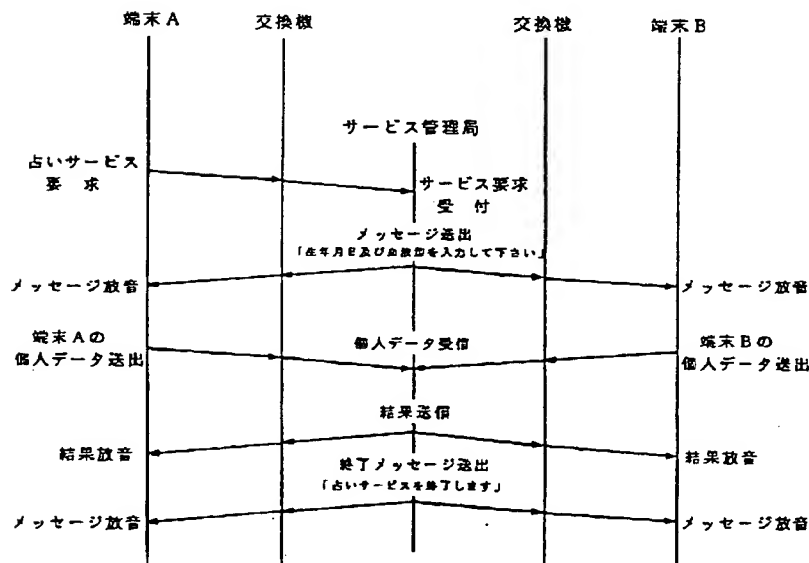 端末A 交換機 交換機 端末B
サービス管理局
占いサービス
要 求
サービス要求
受 付
メッセージ送出
「生年月日及び血液型を入力して下さい」
メッセージ放音 メッセージ放音
端末Aの
個人データ送出
個人データ受信
端末Bの
個人データ送出
結果送信
結果放音 結果放音
終了メッセージ送出
「占いサービスを終了します」
メッセージ放音 メッセージ放音